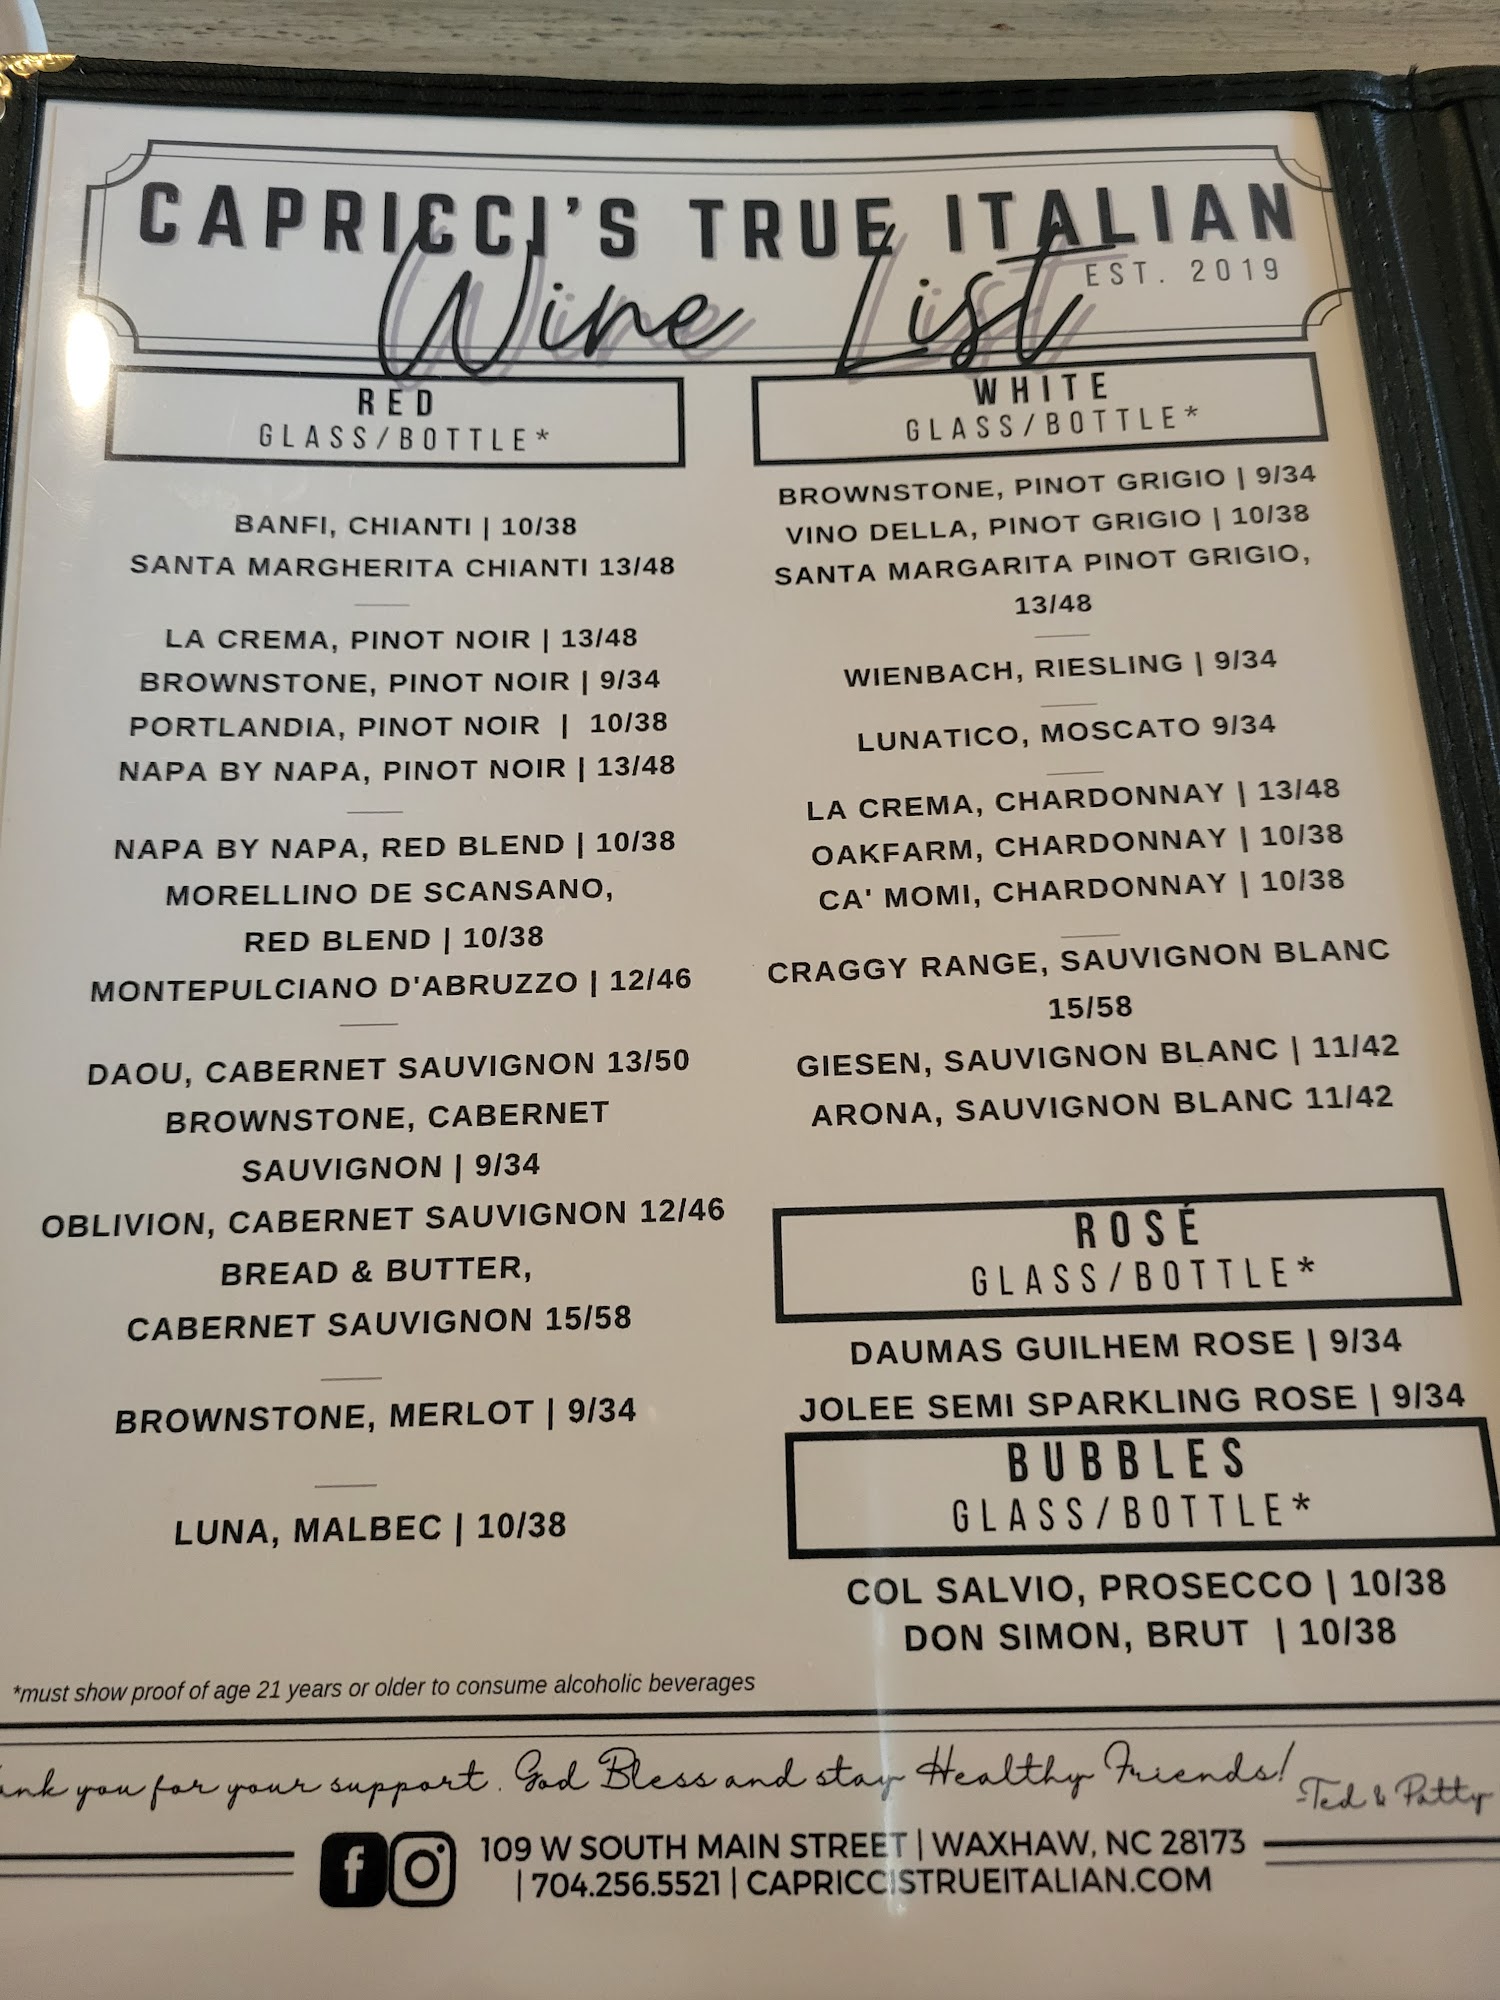 CAPRICCI'S TRUE ITALIAN
EST. 2019
Wine List
RED
GLASS/BOTTLE*
BANFI, CHIANTI | 10/38
SANTA MARGHERITA CHIANTI 13/48
LA CREMA, PINOT NOIR | 13/48
BROWNSTONE, PINOT NOIR | 9/34
PORTLANDIA, PINOT NOIR | 10/38
NAPA BY NAPA, PINOT NOIR | 13/48
NAPA BY NAPA, RED BLEND | 10/38
MORELLINO DE SCANSANO,
RED BLEND | 10/38
MONTEPULCIANO D'ABRUZZO | 12/46
DAOU, CABERNET SAUVIGNON 13/50
BROWNSTONE, CABERNET
SAUVIGNON | 9/34
OBLIVION, CABERNET SAUVIGNON 12/46
BREAD & BUTTER,
CABERNET SAUVIGNON 15/58
BROWNSTONE, MERLOT | 9/34
LUNA, MALBEC | 10/38
WHITE
GLASS/BOTTLE*
BROWNSTONE, PINOT GRIGIO | 9/34
VINO DELLA, PINOT GRIGIO | 10/38
SANTA MARGARITA PINOT GRIGIO,
13/48
WIENBACH, RIESLING | 9/34
LUNATICO, MOSCATO 9/34
LA CREMA, CHARDONNAY | 13/48
OAKFARM, CHARDONNAY | 10/38
CA' MOMI, CHARDONNAY | 10/38
CRAGGY RANGE, SAUVIGNON BLANC
15/58
GIESEN, SAUVIGNON BLANC | 11/42
ARONA, SAUVIGNON BLANC 11/42
ROSÉ
GLASS/BOTTLE*
DAUMAS GUILHEM ROSE | 9/34
JOLEE SEMI SPARKLING ROSE | 9/34
BUBBLES
GLASS/BOTTLE*
COL SALVIO, PROSECCO | 10/38
DON SIMON, BRUT | 10/38
*must show proof of age 21 years or older to consume alcoholic beverages
ank you for your support. God Bless and stay Healthy Friends!
-Ted & Patty
109 W SOUTH MAIN STREET | WAXHAW, NC 28173
| 704.256.5521 | CAPRICCISTRUEITALIAN.COM